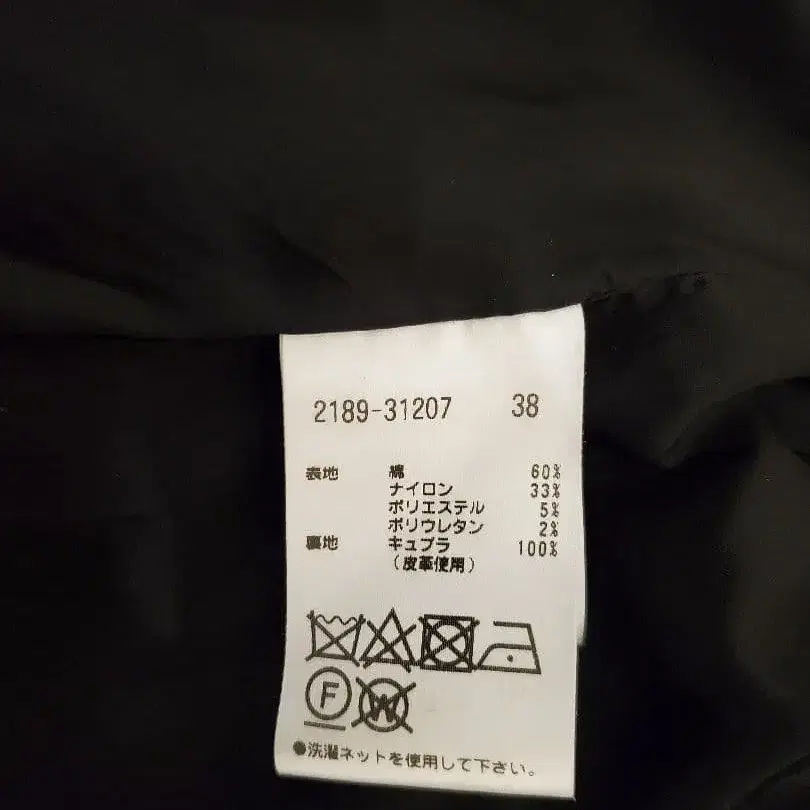 2189-31207 38
表地 綿 60%
ナイロン 33%
ポリエステル 5%
ポリウレタン 2%
裏地 キュプラ 100%
(皮革使用)
F W
●洗濯ネットを使用して下さい。